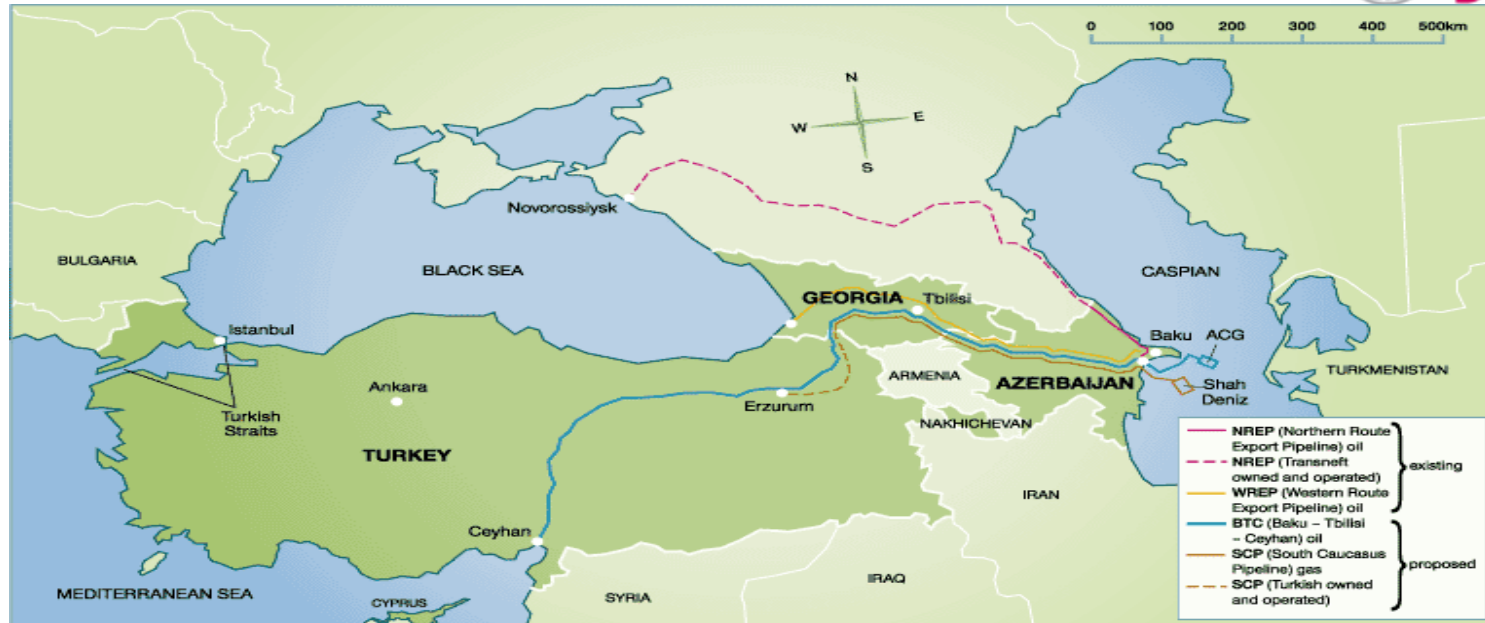 0 100 200 300 400 500km
N
W E
S
Novorossiysk
BULGARIA
BLACK SEA
CASPIAN
GEORGIA
Tbilisi
Istanbul
Baku
ACG
Ankara
ARMENIA
AZERBAIJAN
Shah
Deniz
TURKMENISTAN
Erzurum
Turkish
Straits
NAKHICHEVAN
TURKEY
IRAN
Ceyhan
IRAQ
MEDITERRANEAN SEA
CYPRUS
SYRIA
NREP (Northern Route
Export Pipeline) oil
NREP (Transneft
owned and operated)
WREP (Western Route
Export Pipeline) oil
existing
BTC (Baku – Tbilisi
– Ceyhan) oil
SCP (South Caucasus
Pipeline) gas
SCP (Turkish owned
and operated)
proposed